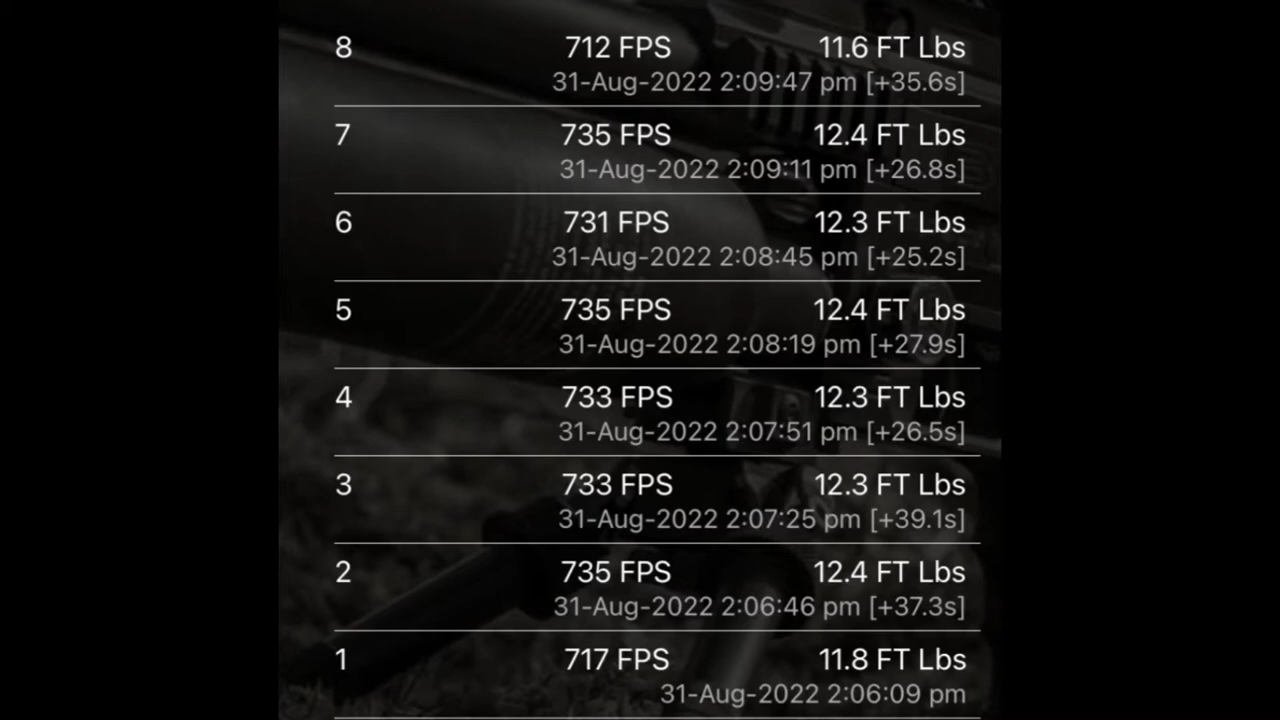 8 712 FPS 11.6 FT Lbs
31-Aug-2022 2:09:47 pm [+35.6s]
7 735 FPS 12.4 FT Lbs
31-Aug-2022 2:09:11 pm [+26.8s]
6 731 FPS 12.3 FT Lbs
31-Aug-2022 2:08:45 pm [+25.2s]
5 735 FPS 12.4 FT Lbs
31-Aug-2022 2:08:19 pm [+27.9s]
4 733 FPS 12.3 FT Lbs
31-Aug-2022 2:07:51 pm [+26.5s]
3 733 FPS 12.3 FT Lbs
31-Aug-2022 2:07:25 pm [+39.1s]
2 735 FPS 12.4 FT Lbs
31-Aug-2022 2:06:46 pm [+37.3s]
1 717 FPS 11.8 FT Lbs
31-Aug-2022 2:06:09 pm